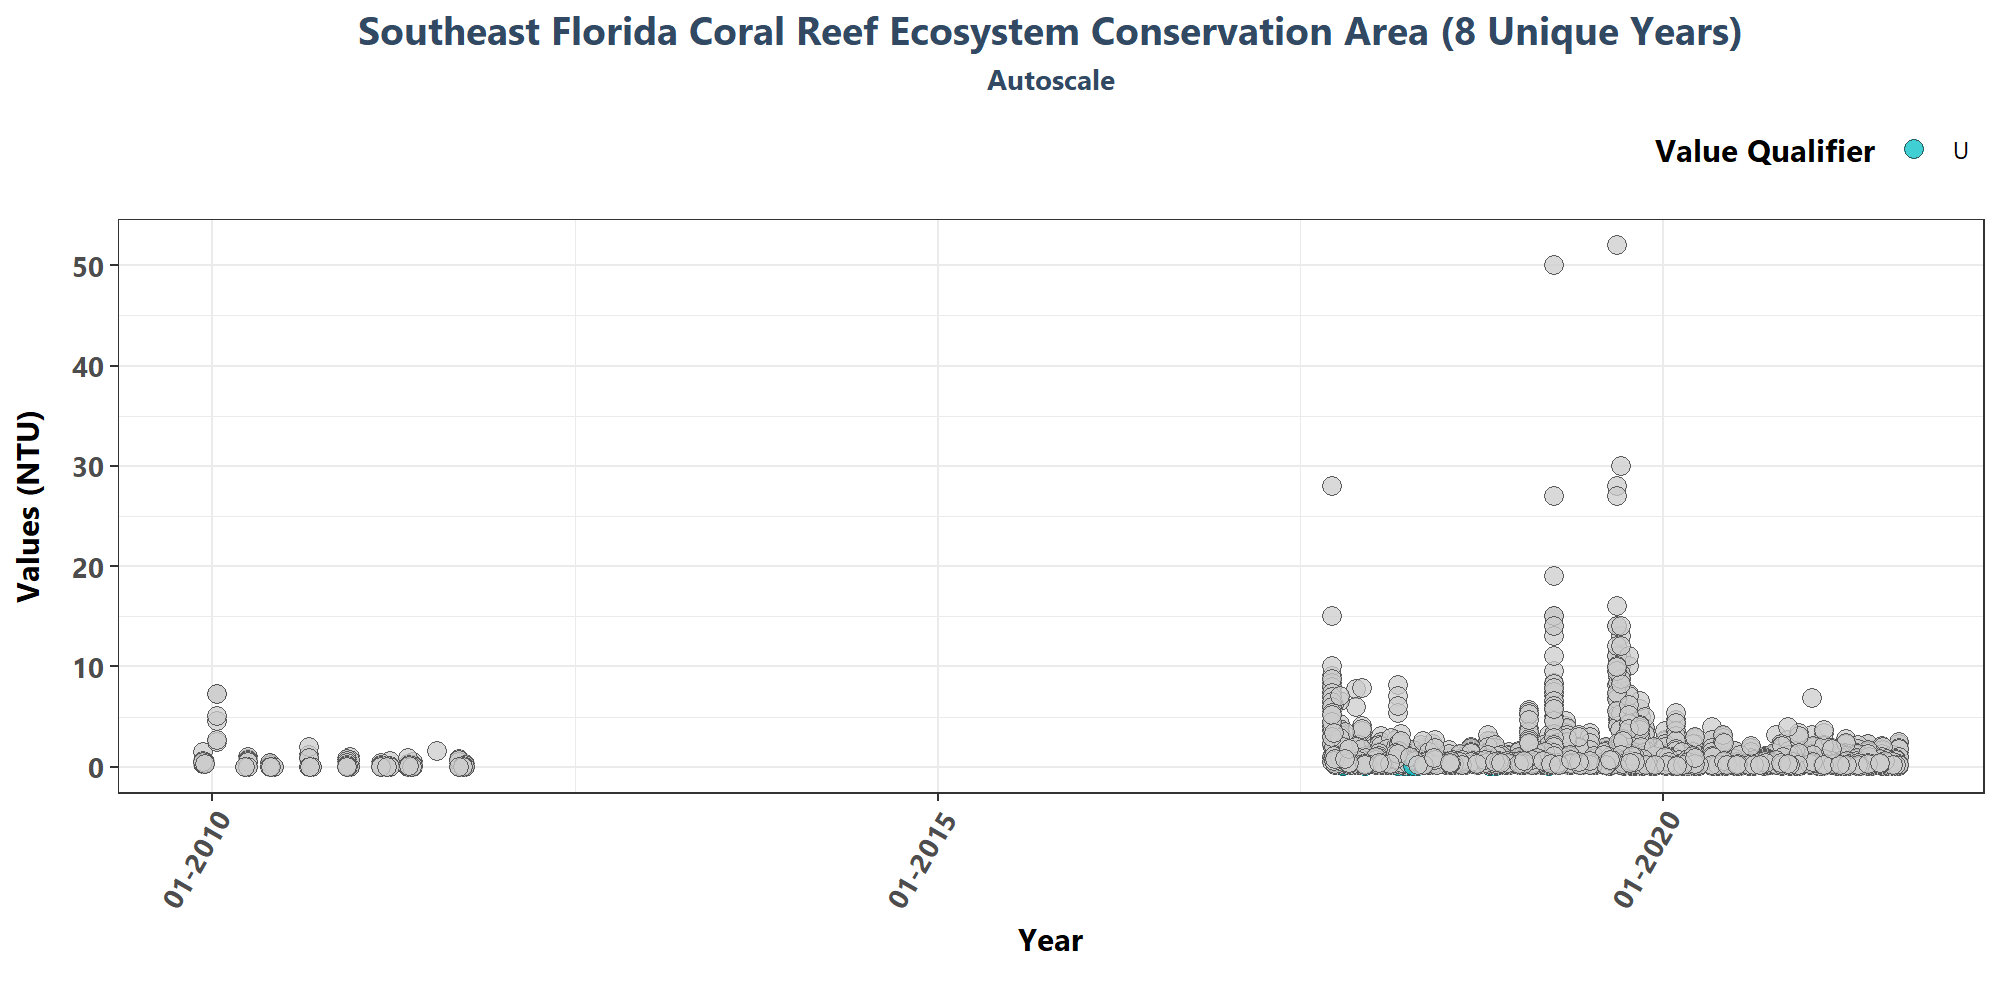 Southeast Florida Coral Reef Ecosystem Conservation Area (8 Unique Years)
Autoscale
Value Qualifier U
Values (NTU)
50
40
30
20
10
0
01-2010 01-2015 01-2020
Year